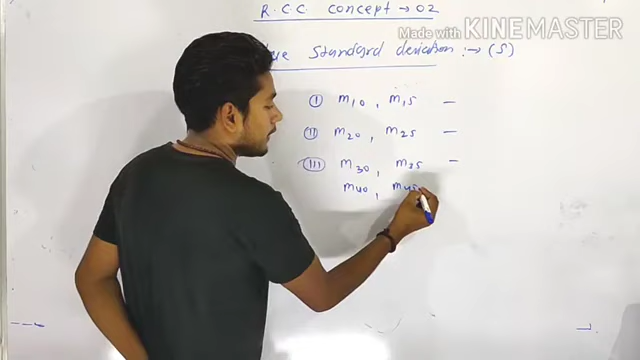 R.C.C. Concept → 02
Made with KINEMASTER
Standard deviation :→ (S)
(I) M10 , M15 —
(II) M20 , M25 —
(III) M30 , M35 —
M40 , M45